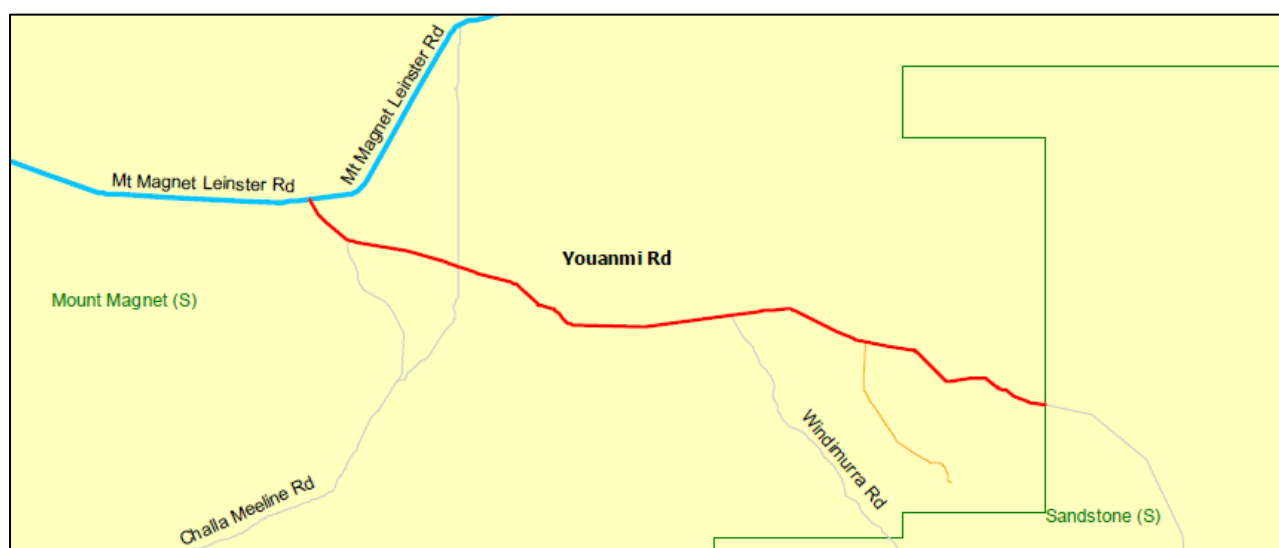 Mt Magnet Leinster Rd
Mt Magnet Leinster Rd
Youanmi Rd
Mount Magnet (S)
Windimurra Rd
Challa Meeline Rd
Sandstone (S)